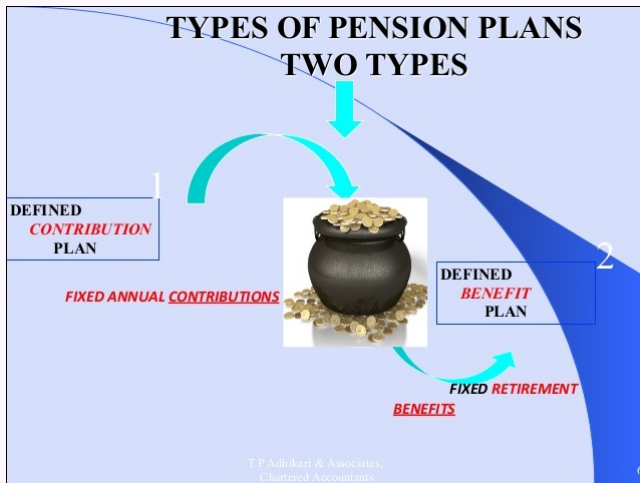 TYPES OF PENSION PLANS
TWO TYPES
1
DEFINED
CONTRIBUTION
PLAN
FIXED ANNUAL CONTRIBUTIONS
2
DEFINED
BENEFIT
PLAN
FIXED RETIREMENT
BENEFITS
T P Adhikari & Associates,
Chartered Accountants
6